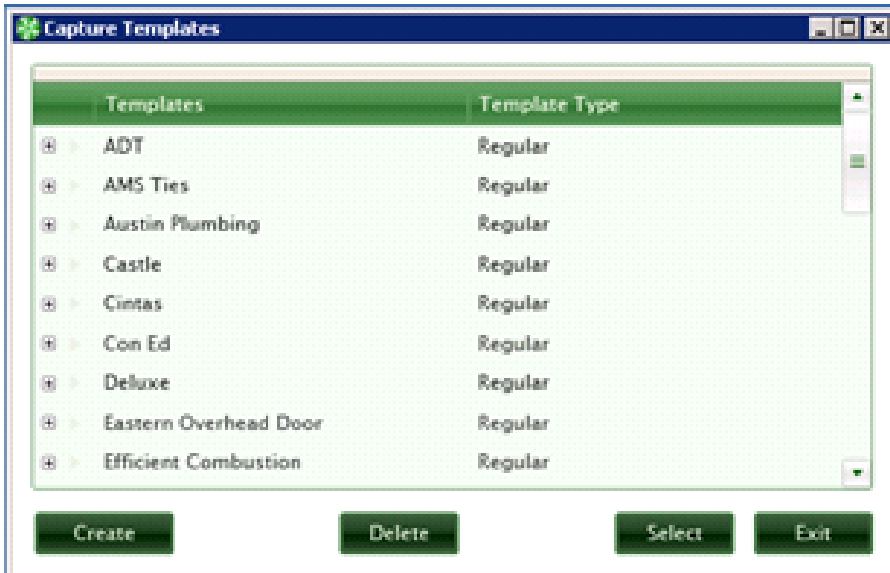 Capture Templates
Templates Template Type
ADT Regular
AMS Ties Regular
Austin Plumbing Regular
Castle Regular
Cintas Regular
Con Ed Regular
Deluxe Regular
Eastern Overhead Door Regular
Efficient Combustion Regular
Create Delete Select Exit